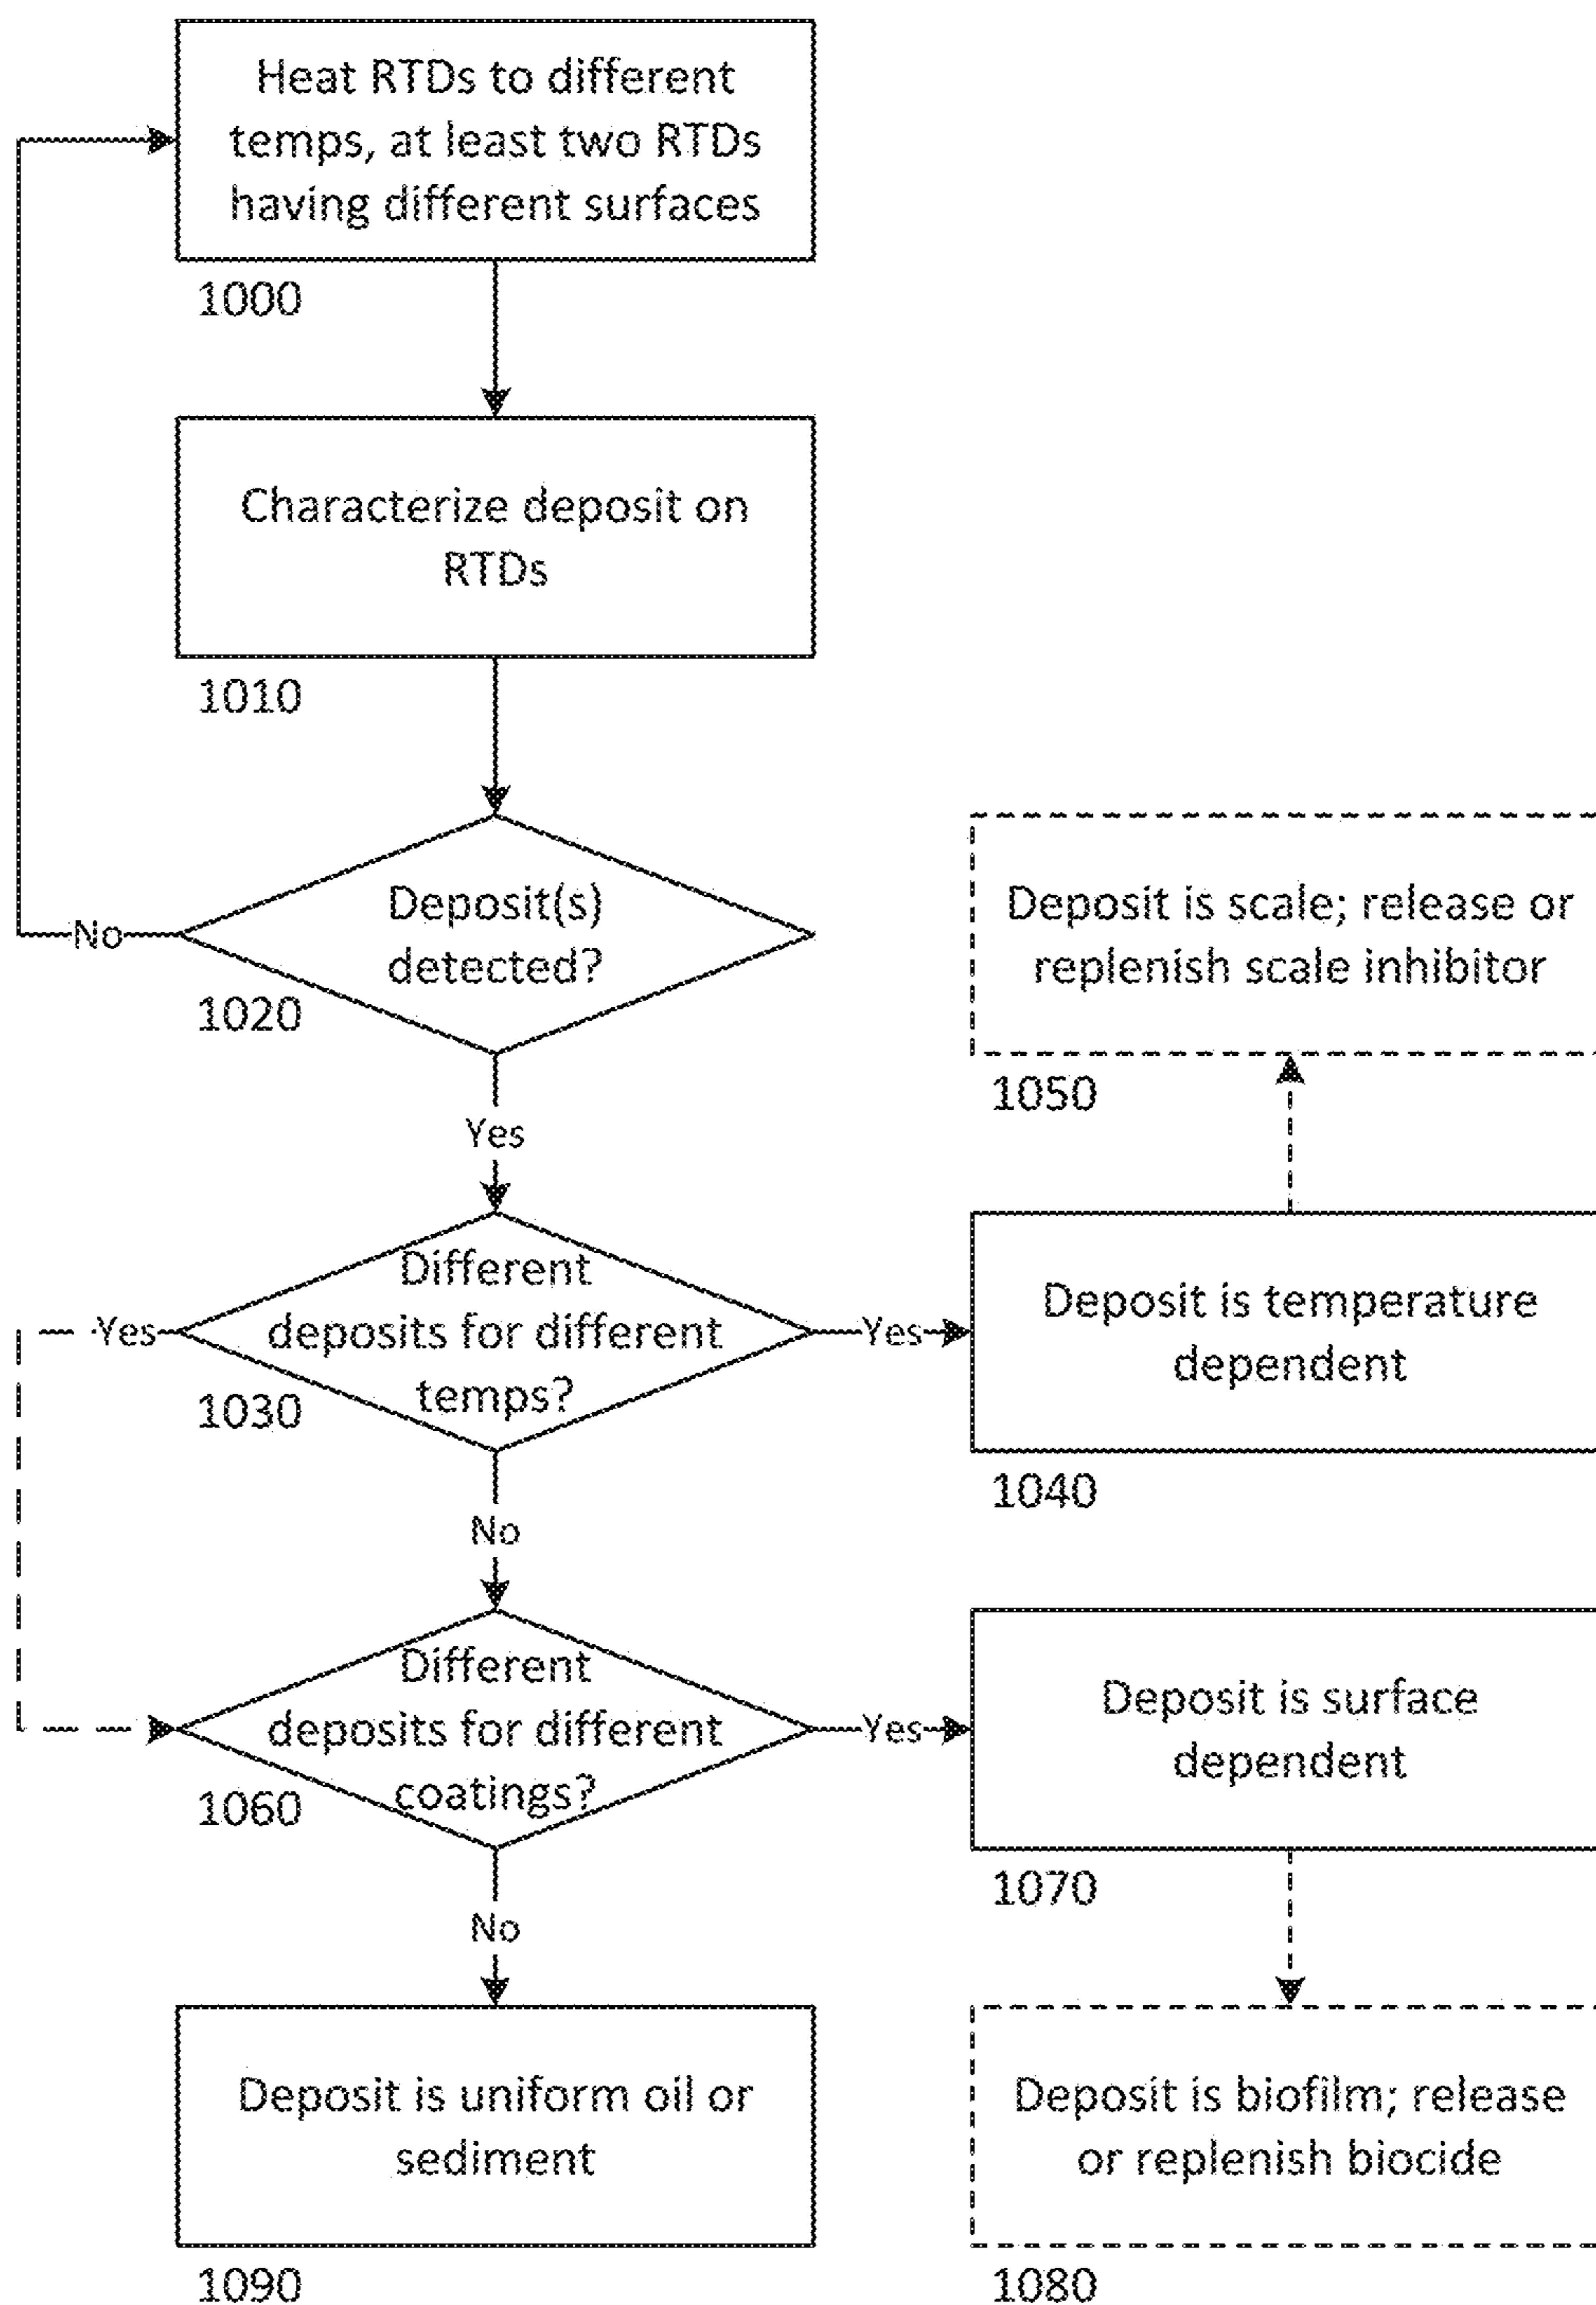 Heat RTDs to different
temps, at least two RTDs
having different surfaces
1000
Characterize deposit on
RTDs
1010
Deposit(s)
detected?
No
1020
Yes
Deposit is scale; release or
replenish scale inhibitor
1050
Different
deposits for different
temps?
Yes
Yes
1030
No
Deposit is temperature
dependent
1040
Different
deposits for different
coatings?
Yes
1060
No
Deposit is surface
dependent
1070
Deposit is uniform oil or
sediment
1090
Deposit is biofilm; release
or replenish biocide
1080